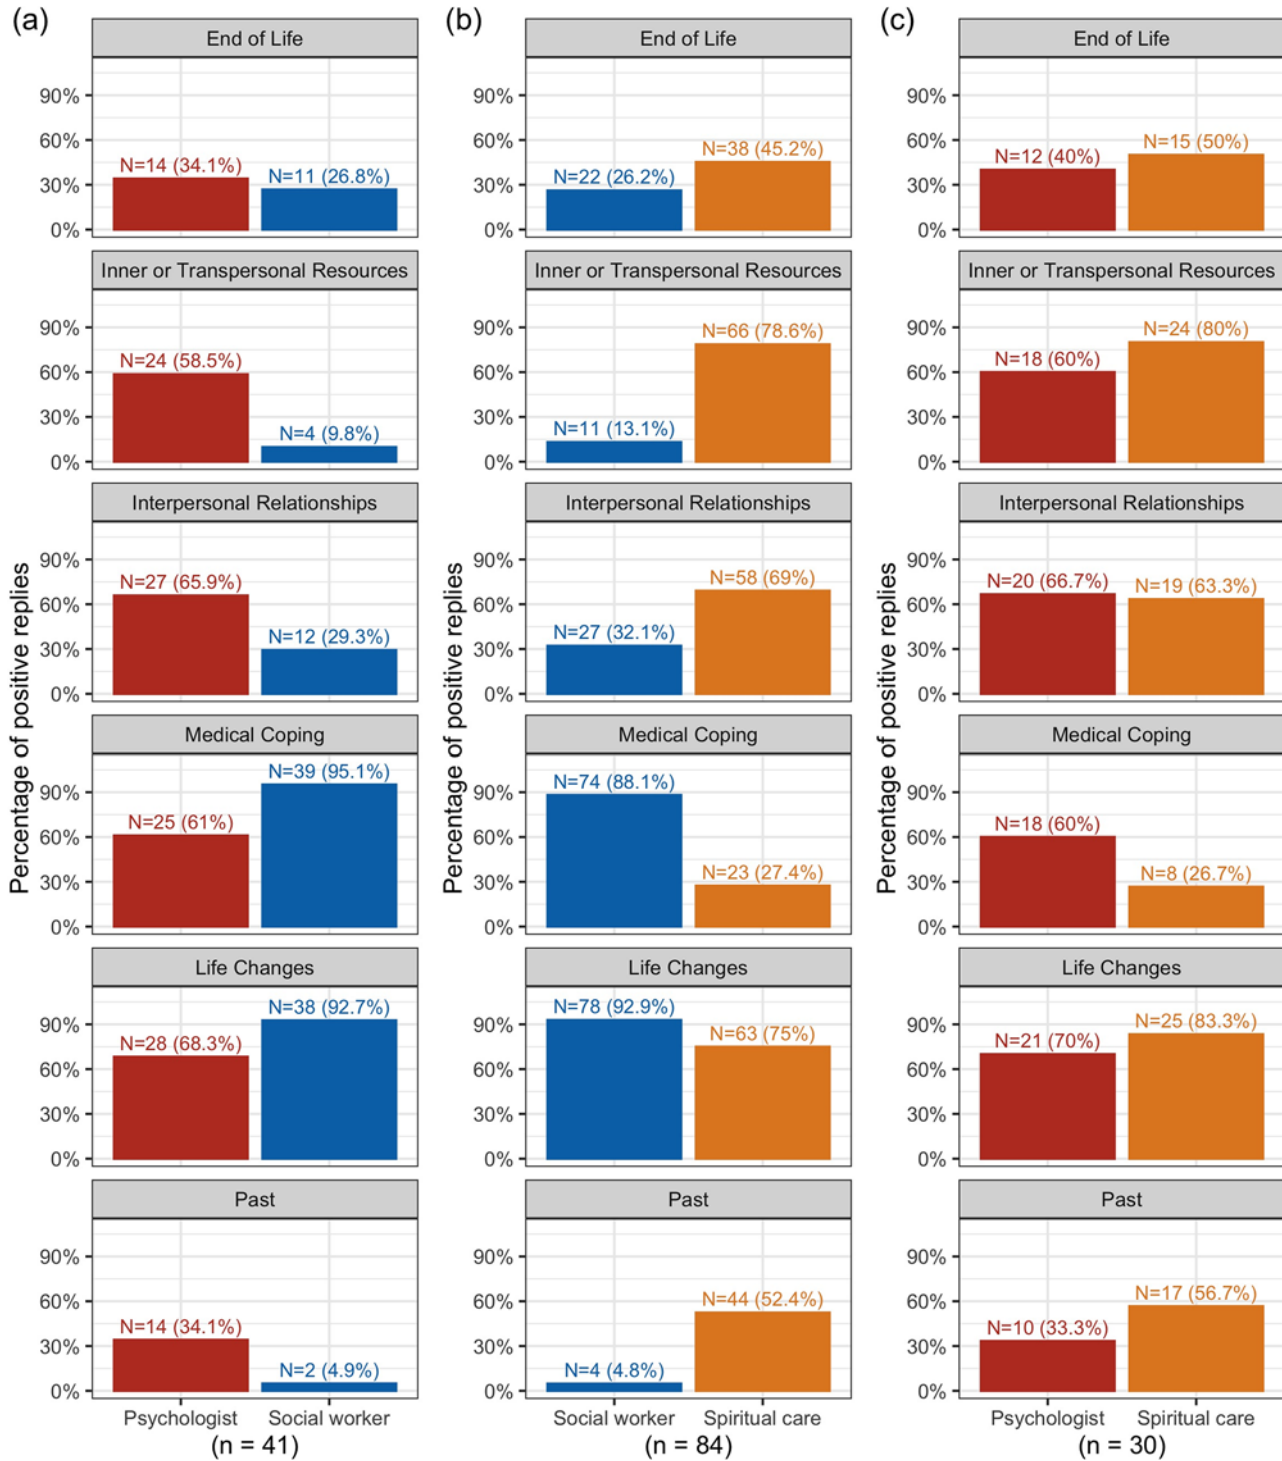 (a)
Percentage of positive replies
End of Life
90%
60%
30%
0%
N=14 (34.1%)
N=11 (26.8%)
Inner or Transpersonal Resources
90%
60%
30%
0%
N=24 (58.5%)
N=4 (9.8%)
Interpersonal Relationships
90%
60%
30%
0%
N=27 (65.9%)
N=12 (29.3%)
Medical Coping
90%
60%
30%
0%
N=39 (95.1%)
N=25 (61%)
Life Changes
90%
60%
30%
0%
N=38 (92.7%)
N=28 (68.3%)
Past
90%
60%
30%
0%
N=14 (34.1%)
N=2 (4.9%)
Psychologist Social worker
(n = 41)
(b)
Percentage of positive replies
End of Life
90%
60%
30%
0%
N=38 (45.2%)
N=22 (26.2%)
Inner or Transpersonal Resources
90%
60%
30%
0%
N=66 (78.6%)
N=11 (13.1%)
Interpersonal Relationships
90%
60%
30%
0%
N=58 (69%)
N=27 (32.1%)
Medical Coping
90%
60%
30%
0%
N=74 (88.1%)
N=23 (27.4%)
Life Changes
90%
60%
30%
0%
N=78 (92.9%)
N=63 (75%)
Past
90%
60%
30%
0%
N=44 (52.4%)
N=4 (4.8%)
Social worker Spiritual care
(n = 84)
(c)
Percentage of positive replies
End of Life
90%
60%
30%
0%
N=15 (50%)
N=12 (40%)
Inner or Transpersonal Resources
90%
60%
30%
0%
N=24 (80%)
N=18 (60%)
Interpersonal Relationships
90%
60%
30%
0%
N=20 (66.7%)
N=19 (63.3%)
Medical Coping
90%
60%
30%
0%
N=18 (60%)
N=8 (26.7%)
Life Changes
90%
60%
30%
0%
N=25 (83.3%)
N=21 (70%)
Past
90%
60%
30%
0%
N=17 (56.7%)
N=10 (33.3%)
Psychologist Spiritual care
(n = 30)